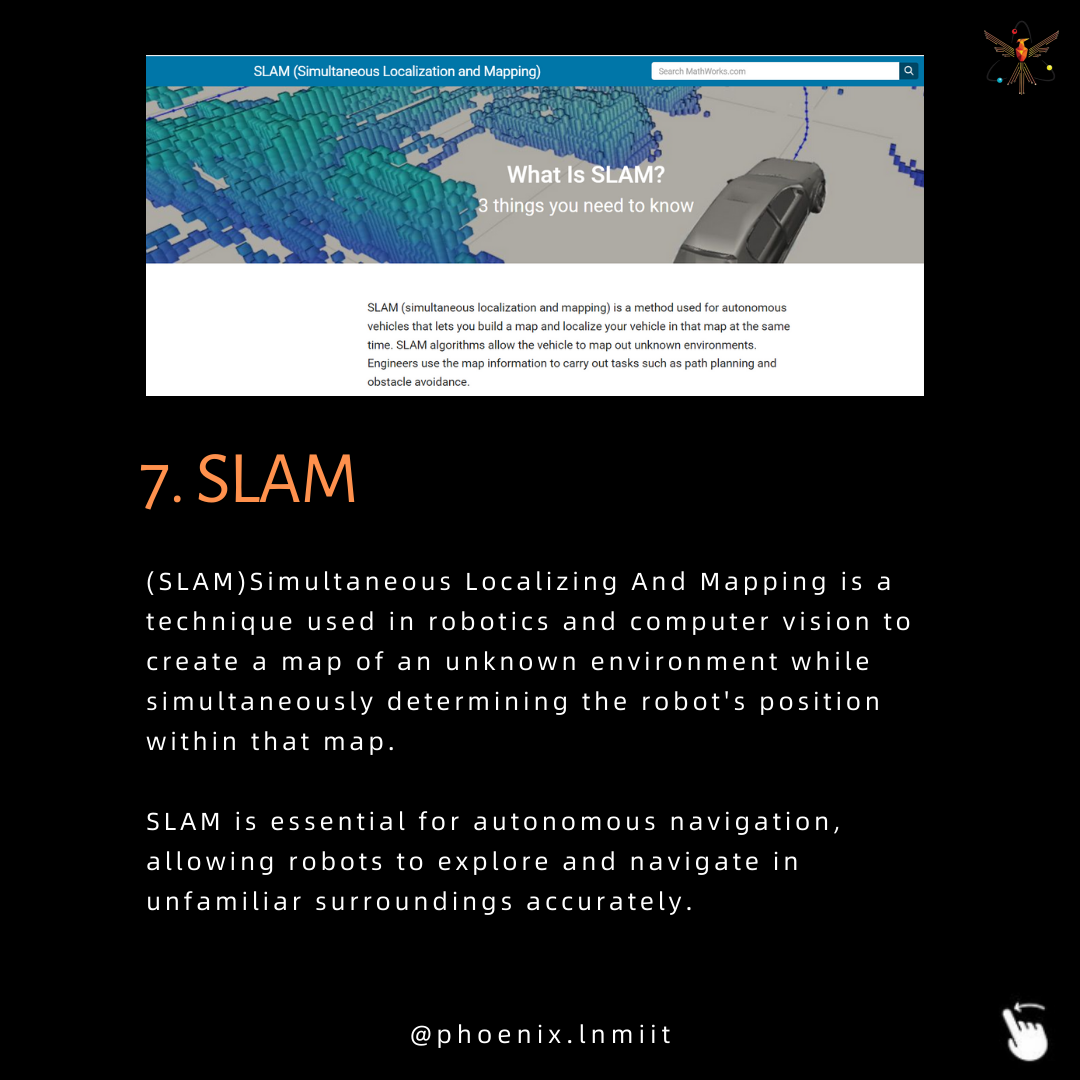 SLAM (Simultaneous Localization and Mapping)
Search MathWorks.com
What Is SLAM?
3 things you need to know
SLAM (simultaneous localization and mapping) is a method used for autonomous
vehicles that lets you build a map and localize your vehicle in that map at the same
time. SLAM algorithms allow the vehicle to map out unknown environments.
Engineers use the map information to carry out tasks such as path planning and
obstacle avoidance.
7. SLAM
(SLAM)Simultaneous Localizing And Mapping is a
technique used in robotics and computer vision to
create a map of an unknown environment while
simultaneously determining the robot's position
within that map.
SLAM is essential for autonomous navigation,
allowing robots to explore and navigate in
unfamiliar surroundings accurately.
@phoenix.lnmiit